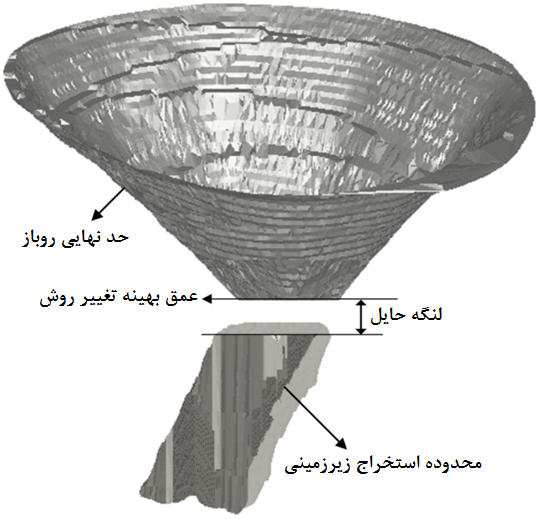 حد نهایی روباز
عمق بهینه تغییر روش
لنگه حایل
محدوده استخراج زیرزمینی